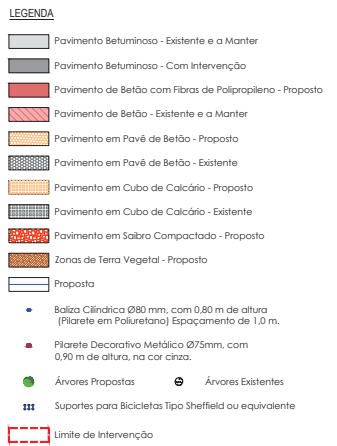 LEGENDA
Pavimento Betuminoso - Existente e a Manter
Pavimento Betuminoso - Com Intervenção
Pavimento de Betão com Fibras de Polipropileno - Proposto
Pavimento de Betão - Existente e a Manter
Pavimento em Pavê de Betão - Proposto
Pavimento em Pavê de Betão - Existente
Pavimento em Cubo de Calcário - Proposto
Pavimento em Cubo de Calcário - Existente
Pavimento em Saibro Compactado - Proposto
Zonas de Terra Vegetal - Proposto
Proposta
Baliza Cilíndrica Ø80 mm, com 0,80 m de altura
(Pilarete em Poliuretano) Espaçamento de 1,0 m.
Pilarete Decorativo Metálico Ø75mm, com
0,90 m de altura, na cor cinza.
Árvores Propostas Árvores Existentes
Suportes para Bicicletas Tipo Sheffield ou equivalente
Limite de Intervenção